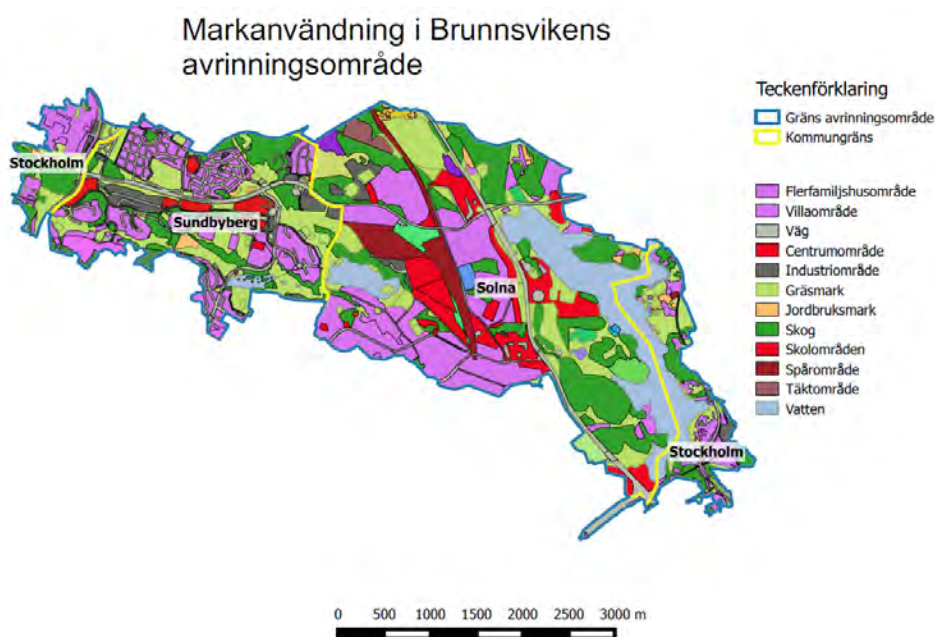 Markanvändning i Brunnsvikens
avrinningsområde
Teckenförklaring
Gräns avrinningsområde
Kommungräns
Flerfamiljshusområde
Villaområde
Väg
Centrumområde
Industriområde
Gräsmark
Jordbruksmark
Skog
Skolområden
Spårområde
Täktområde
Vatten
Stockholm
Sundbyberg
Solna
Stockholm
0 500 1000 1500 2000 2500 3000 m